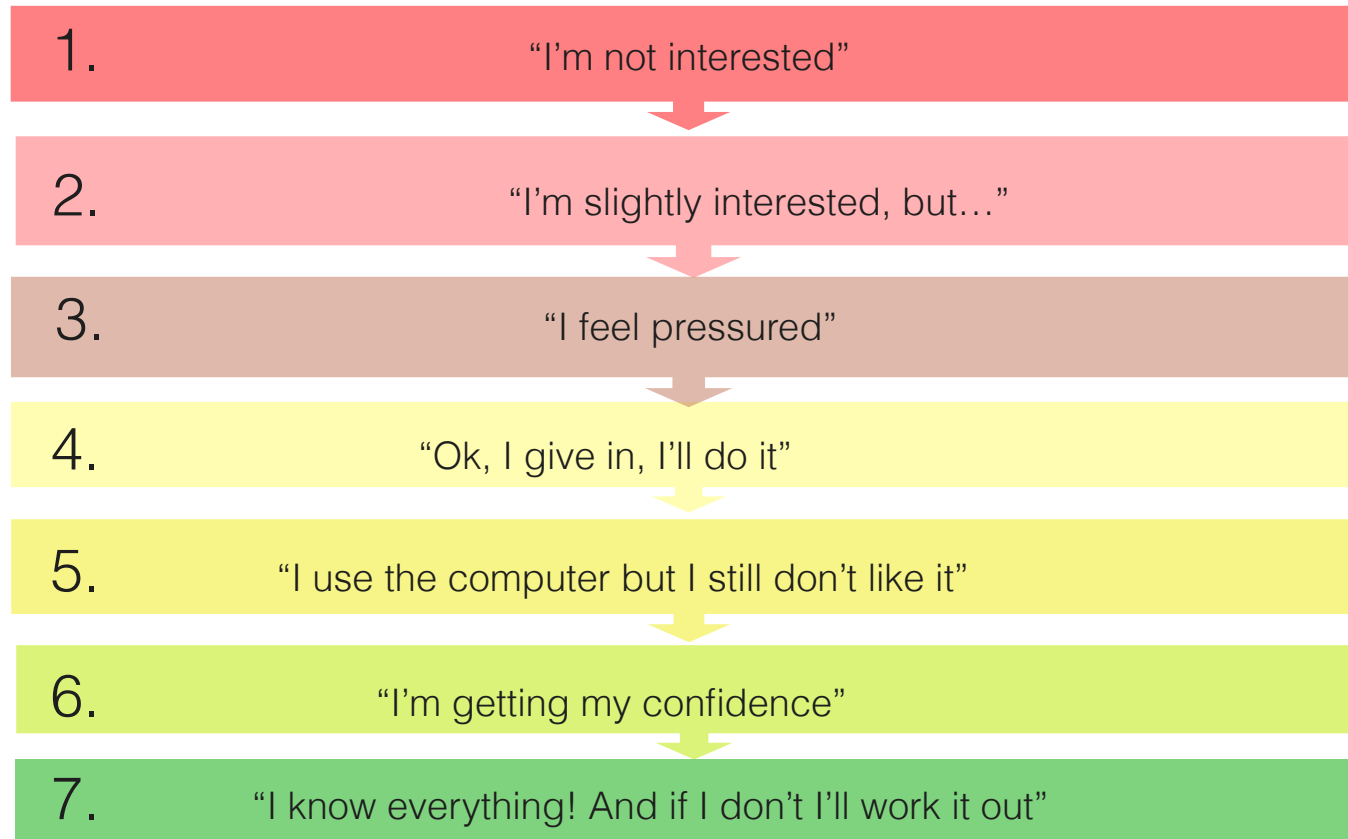 1. “I’m not interested”
2. “I’m slightly interested, but…”
3. “I feel pressured”
4. “Ok, I give in, I’ll do it”
5. “I use the computer but I still don’t like it”
6. “I’m getting my confidence”
7. “I know everything! And if I don’t I’ll work it out”